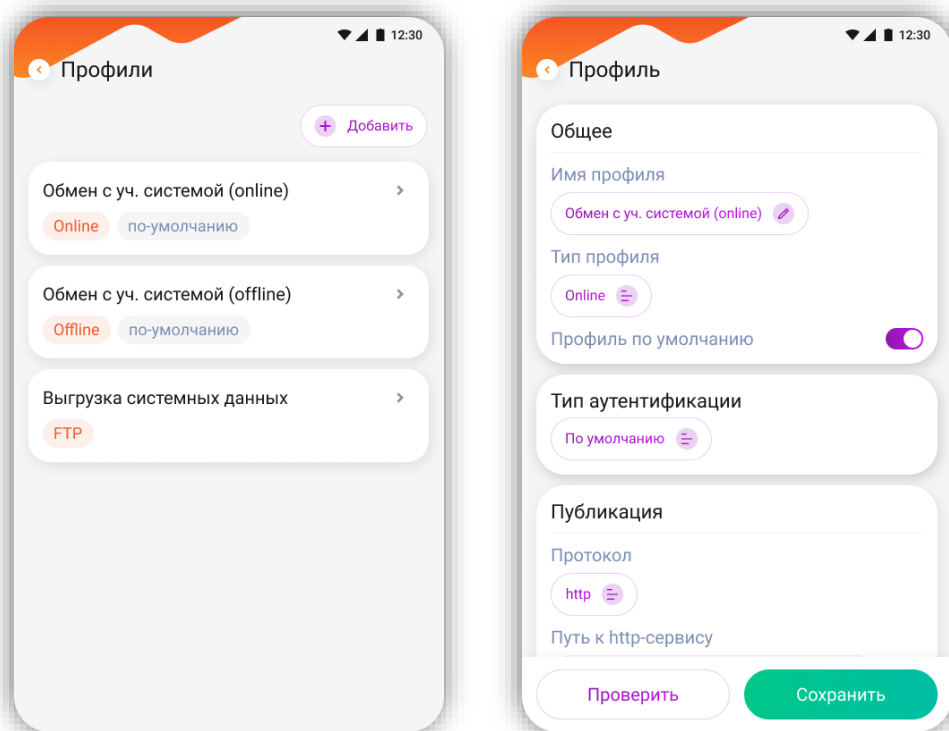 12:30
Профили
Добавить
Обмен с уч. системой (online)
Online по-умолчанию
Обмен с уч. системой (offline)
Offline по-умолчанию
Выгрузка системных данных
FTP
12:30
Профиль
Общее
Имя профиля
Обмен с уч. системой (online)
Тип профиля
Online
Профиль по умолчанию
Тип аутентификации
По умолчанию
Публикация
Протокол
http
Путь к http-сервису
Проверить Сохранить